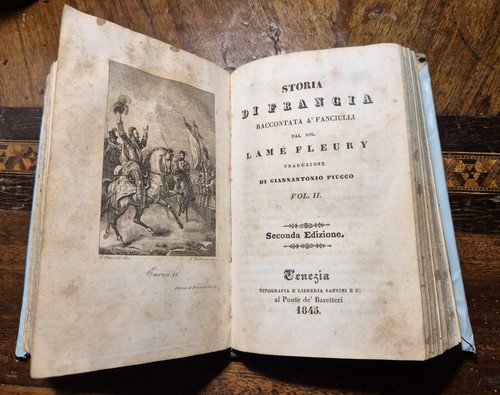 Enrico IV.
STORIA
DI FRANCIA
RACCONTATA A' FANCIULLI
DAL SIG.
LAMÉ FLEURY
TRADUZIONE
DI GIANNANTONIO PIUCCO
VOL. II.
Seconda Edizione.
Venezia
TIPOGRAFIA E LIBRERIA SANTINI E F.
al Ponte de' Baretteri
1845.